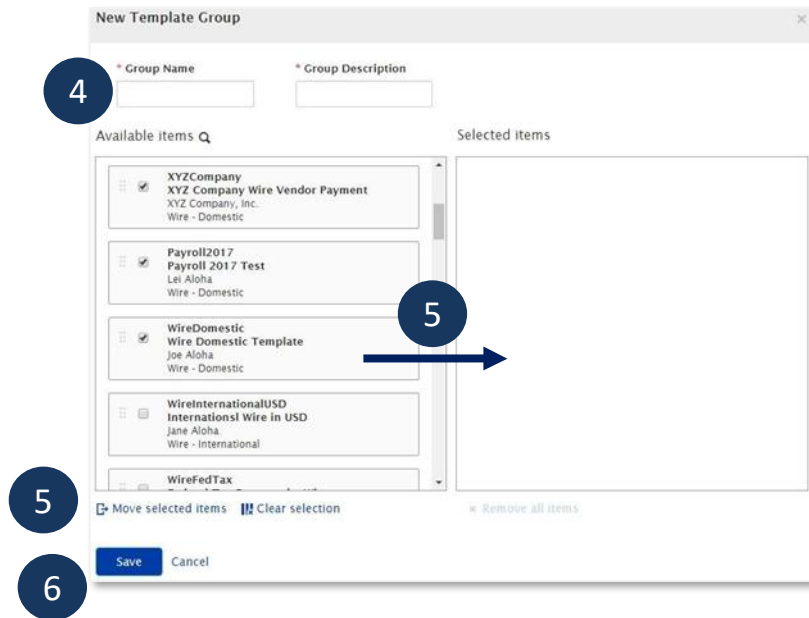 New Template Group
×
* Group Name
* Group Description
4
Available items
Selected items
XYZCompany
XYZ Company Wire Vendor Payment
XYZ Company, Inc.
Wire - Domestic
Payroll2017
Payroll 2017 Test
Lei Aloha
Wire - Domestic
5
WireDomestic
Wire Domestic Template
Joe Aloha
Wire - Domestic
WireInternationalUSD
Internationsl Wire in USD
Jane Aloha
Wire - International
WireFedTax
5
Move selected items
Clear selection
× Remove all items
Save
Cancel
6